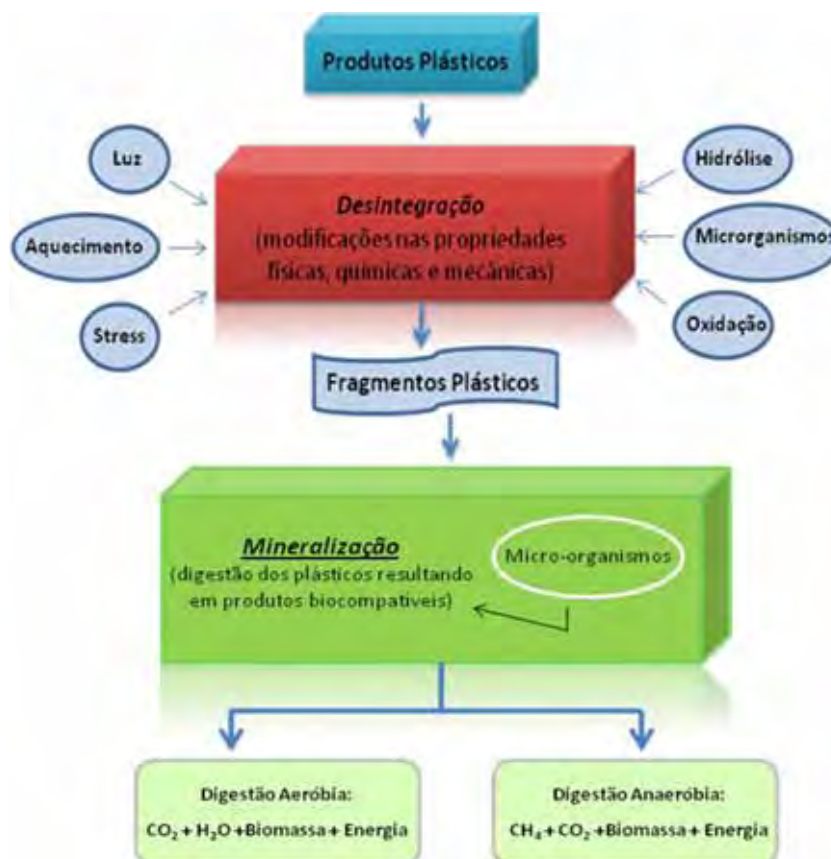 Produtos Plásticos
Luz
Aquecimento
Stress
Desintegração
(modificações nas propriedades
físicas, químicas e mecânicas)
Hidrólise
Microrganismos
Oxidação
Fragmentos Plásticos
Mineralização
(digestão dos plásticos resultando
em produtos biocompatíveis)
Micro-organismos
Digestão Aeróbia:
CO₂ + H₂O +Biomassa + Energia
Digestão Anaeróbia:
CH₄ + CO₂ +Biomassa + Energia